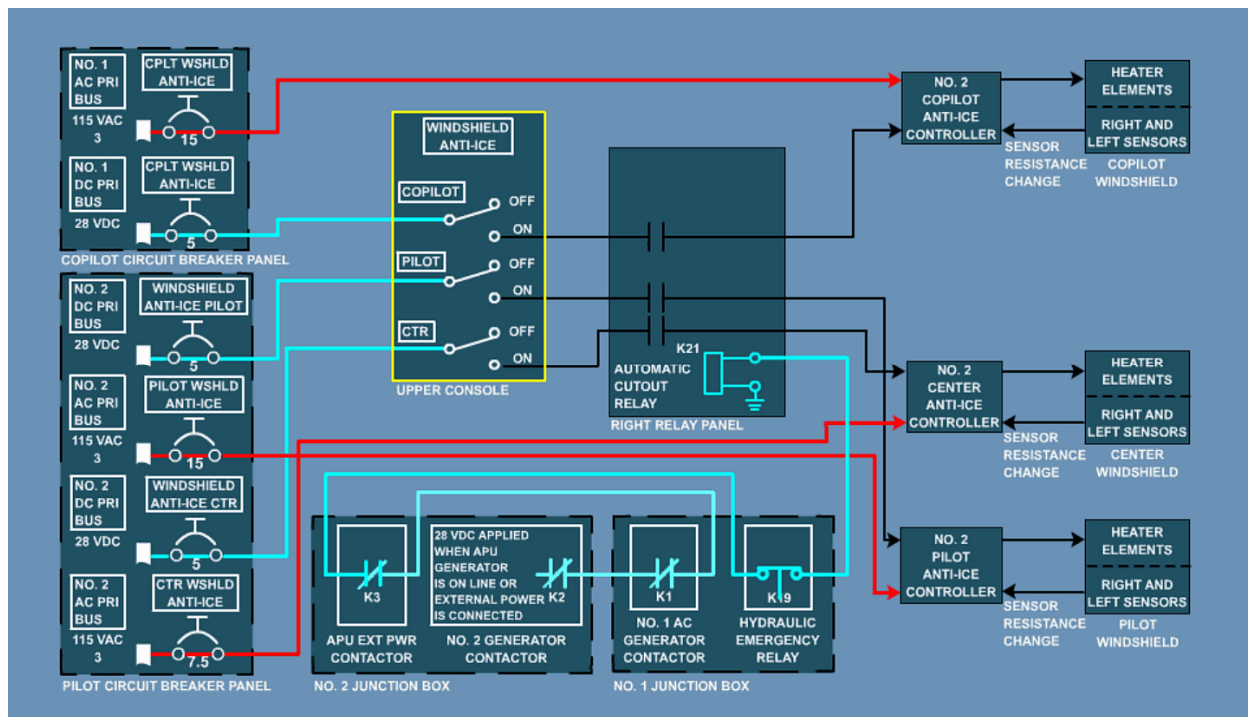 NO. 1
AC PRI
BUS
115 VAC
3
CPLT WSHLD
ANTI-ICE
15
NO. 1
DC PRI
BUS
28 VDC
CPLT WSHLD
ANTI-ICE
5
COPILOT CIRCUIT BREAKER PANEL
NO. 2
DC PRI
BUS
28 VDC
WINDSHIELD
ANTI-ICE PILOT
5
NO. 2
AC PRI
BUS
115 VAC
3
PILOT WSHLD
ANTI-ICE
15
NO. 2
DC PRI
BUS
28 VDC
WINDSHIELD
ANTI-ICE CTR
5
NO. 2
AC PRI
BUS
115 VAC
3
CTR WSHLD
ANTI-ICE
7.5
PILOT CIRCUIT BREAKER PANEL
WINDSHIELD
ANTI-ICE
COPILOT
OFF
ON
PILOT
OFF
ON
CTR
OFF
ON
UPPER CONSOLE
K21
AUTOMATIC
CUTOUT
RELAY
RIGHT RELAY PANEL
K3
APU EXT PWR
CONTACTOR
28 VDC APPLIED
WHEN APU
GENERATOR
IS ON LINE OR
EXTERNAL POWER
IS CONNECTED
K2
NO. 2 GENERATOR
CONTACTOR
NO. 2 JUNCTION BOX
K1
NO. 1 AC
GENERATOR
CONTACTOR
K19
HYDRAULIC
EMERGENCY
RELAY
NO. 1 JUNCTION BOX
NO. 2
COPILOT
ANTI-ICE
CONTROLLER
SENSOR
RESISTANCE
CHANGE
HEATER
ELEMENTS
RIGHT AND
LEFT SENSORS
COPILOT
WINDSHIELD
NO. 2
CENTER
ANTI-ICE
CONTROLLER
SENSOR
RESISTANCE
CHANGE
HEATER
ELEMENTS
RIGHT AND
LEFT SENSORS
CENTER
WINDSHIELD
NO. 2
PILOT
ANTI-ICE
CONTROLLER
SENSOR
RESISTANCE
CHANGE
HEATER
ELEMENTS
RIGHT AND
LEFT SENSORS
PILOT
WINDSHIELD